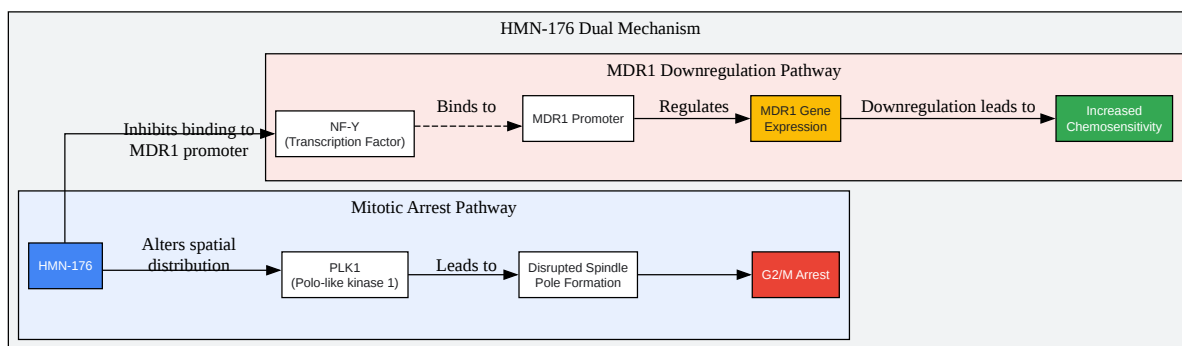 HMN-176 Dual Mechanism
MDR1 Downregulation Pathway
Inhibits binding to
MDR1 promoter
NF-Y
(Transcription Factor)
Binds to
MDR1 Promoter
Regulates
MDR1 Gene
Expression
Downregulation leads to
Increased
Chemosensitivity
Mitotic Arrest Pathway
HMN-176
Alters spatial
distribution
PLK1
(Polo-like kinase 1)
Leads to
Disrupted Spindle
Pole Formation
G2/M Arrest